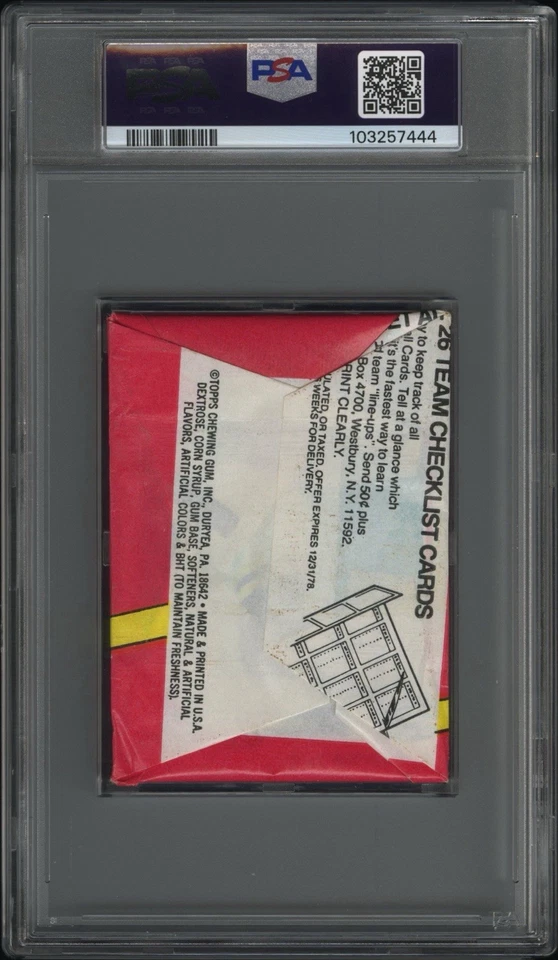 PSA
103257444
26 TEAM CHECKLIST CARDS
to keep track of all
Cards. Tell at a glance which
it's the fastest way to learn
team "line-ups". Send 50¢ plus
Box 4700, Westbury, N.Y. 11592.
PRINT CLEARLY.
OR TAXED. OFFER EXPIRES 12/31/78.
WEEKS FOR DELIVERY.
©TOPPS CHEWING GUM, INC., DURYEA, PA. 18642 • MADE & PRINTED IN U.S.A.
DEXTROSE, CORN SYRUP, GUM BASE, SOFTENERS, NATURAL & ARTIFICIAL
FLAVORS, ARTIFICIAL COLORS & BHT (TO MAINTAIN FRESHNESS).